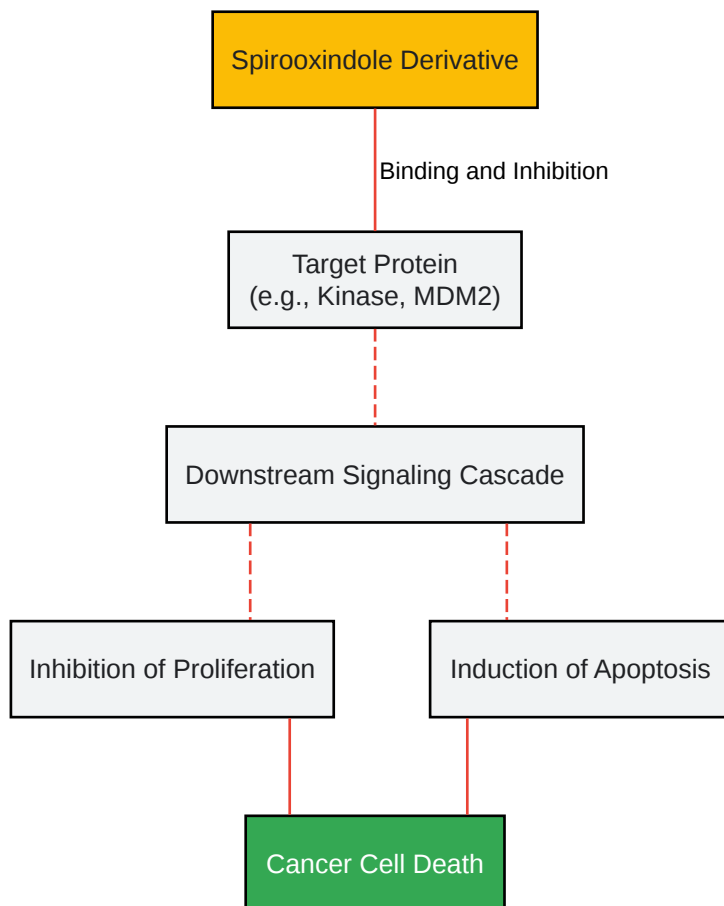 Spirooxindole Derivative
Binding and Inhibition
Target Protein
(e.g., Kinase, MDM2)
Downstream Signaling Cascade
Inhibition of Proliferation
Induction of Apoptosis
Cancer Cell Death